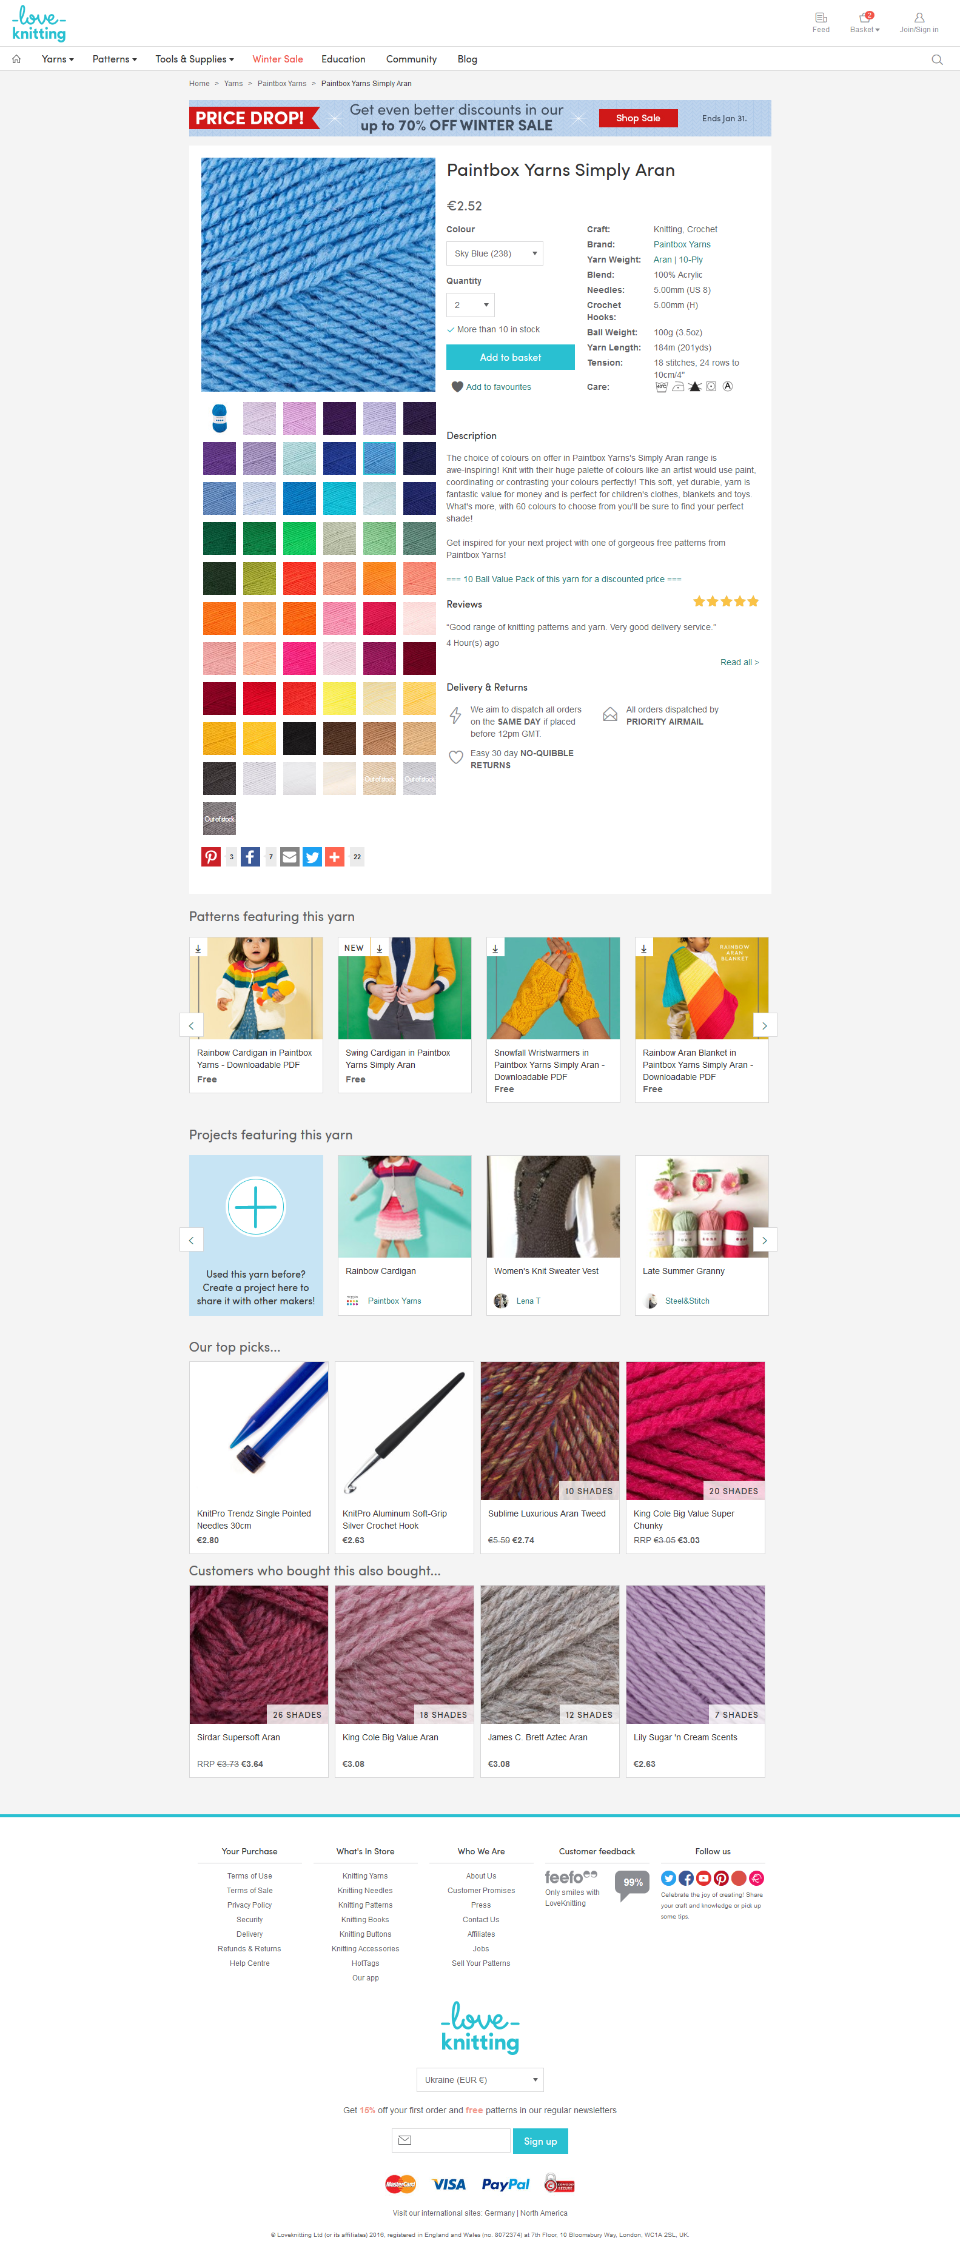 love
knitting
Feed
2
Basket
Join/Sign in
Yarns
Patterns
Tools & Supplies
Winter Sale
Education
Community
Blog
Home > Yarns > Paintbox Yarns > Paintbox Yarns Simply Aran
PRICE DROP!
Get even better discounts in our
up to 70% OFF WINTER SALE
Shop Sale
Ends Jan 31.
Paintbox Yarns Simply Aran
€2.52
Colour
Sky Blue (238)
Quantity
2
More than 10 in stock
Add to basket
Add to favourites
Craft: Knitting, Crochet
Brand: Paintbox Yarns
Yarn Weight: Aran | 10-Ply
Blend: 100% Acrylic
Needles: 5.00mm (US 8)
Crochet Hooks: 5.00mm (H)
Ball Weight: 100g (3.5oz)
Yarn Length: 184m (201yds)
Tension: 18 stitches, 24 rows to
10cm/4"
Care:
Description
The choice of colours on offer in Paintbox Yarns's Simply Aran range is
awe-inspiring! Knit with their huge palette of colours like an artist would use paint,
coordinating or contrasting your colours perfectly! This soft, yet durable, yarn is
fantastic value for money and is perfect for children's clothes, blankets and toys.
What's more, with 60 colours to choose from you'll be sure to find your perfect
shade!
Get inspired for your next project with one of gorgeous free patterns from
Paintbox Yarns!
=== 10 Ball Value Pack of this yarn for a discounted price ===
Reviews
"Good range of knitting patterns and yarn. Very good delivery service."
4 Hour(s) ago
Read all >
Delivery & Returns
We aim to dispatch all orders
on the SAME DAY if placed
before 12pm GMT.
All orders dispatched by
PRIORITY AIRMAIL
Easy 30 day NO-QUIBBLE
RETURNS
Out of stock
Out of stock
Out of stock
3
7
22
Patterns featuring this yarn
NEW
RAINBOW
ARAN
BLANKET
Rainbow Cardigan in Paintbox
Yarns - Downloadable PDF
Free
Swing Cardigan in Paintbox
Yarns Simply Aran
Free
Snowfall Wristwarmers in
Paintbox Yarns Simply Aran -
Downloadable PDF
Free
Rainbow Aran Blanket in
Paintbox Yarns Simply Aran -
Downloadable PDF
Free
Projects featuring this yarn
Used this yarn before?
Create a project here to
share it with other makers!
Rainbow Cardigan
Paintbox Yarns
Women's Knit Sweater Vest
Lena T
Late Summer Granny
Steel&Stitch
Our top picks...
10 SHADES
20 SHADES
KnitPro Trendz Single Pointed
Needles 30cm
€2.80
KnitPro Aluminum Soft-Grip
Silver Crochet Hook
€2.63
Sublime Luxurious Aran Tweed
€5.59 €2.74
King Cole Big Value Super
Chunky
RRP €3.05 €3.03
Customers who bought this also bought...
26 SHADES
18 SHADES
12 SHADES
7 SHADES
Sirdar Supersoft Aran
RRP €3.73 €3.64
King Cole Big Value Aran
€3.08
James C. Brett Aztec Aran
€3.08
Lily Sugar 'n Cream Scents
€2.63
Your Purchase
Terms of Use
Terms of Sale
Privacy Policy
Security
Delivery
Refunds & Returns
Help Centre
What's In Store
Knitting Yarns
Knitting Needles
Knitting Patterns
Knitting Books
Knitting Buttons
Knitting Accessories
HotTags
Our app
Who We Are
About Us
Customer Promises
Press
Contact Us
Affiliates
Jobs
Sell Your Patterns
Customer feedback
feefo
99%
Only smiles with
LoveKnitting
Follow us
Celebrate the joy of creating! Share
your craft and knowledge or pick up
some tips.
love
knitting
Ukraine (EUR €)
Get 15% off your first order and free patterns in our regular newsletters
Sign up
MasterCard
VISA
PayPal
Visit our international sites: Germany | North America
© Loveknitting Ltd (or its affiliates) 2016, registered in England and Wales (no. 8072374) at 7th Floor, 10 Bloomsbury Way, London, WC1A 2SL, UK.